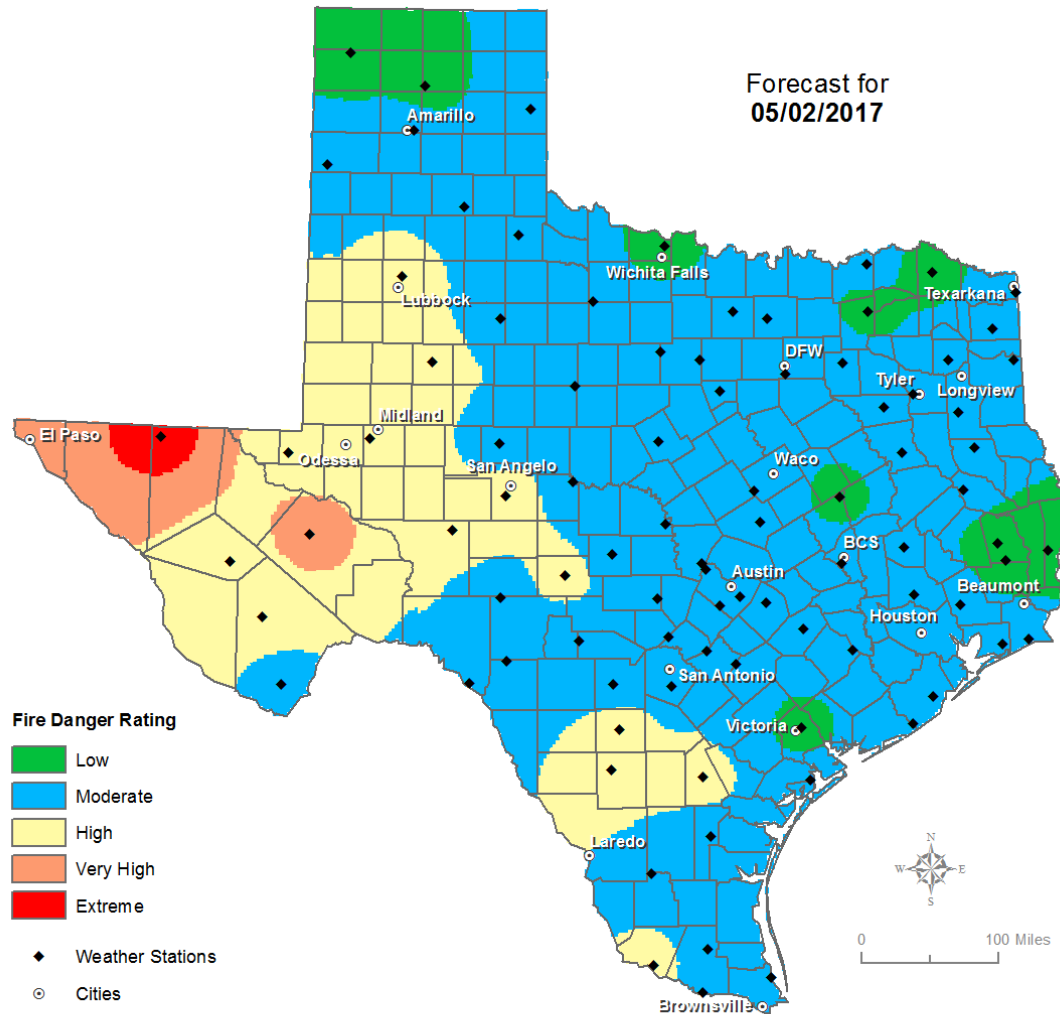 Forecast for
05/02/2017
Amarillo
Wichita Falls
Lubbock
Texarkana
DFW
Tyler
Longview
El Paso
Midland
Odessa
San Angelo
Waco
BCS
Austin
Beaumont
Houston
San Antonio
Victoria
Laredo
Brownsville
Fire Danger Rating
Low
Moderate
High
Very High
Extreme
Weather Stations
Cities
N
W E
S
0 100 Miles